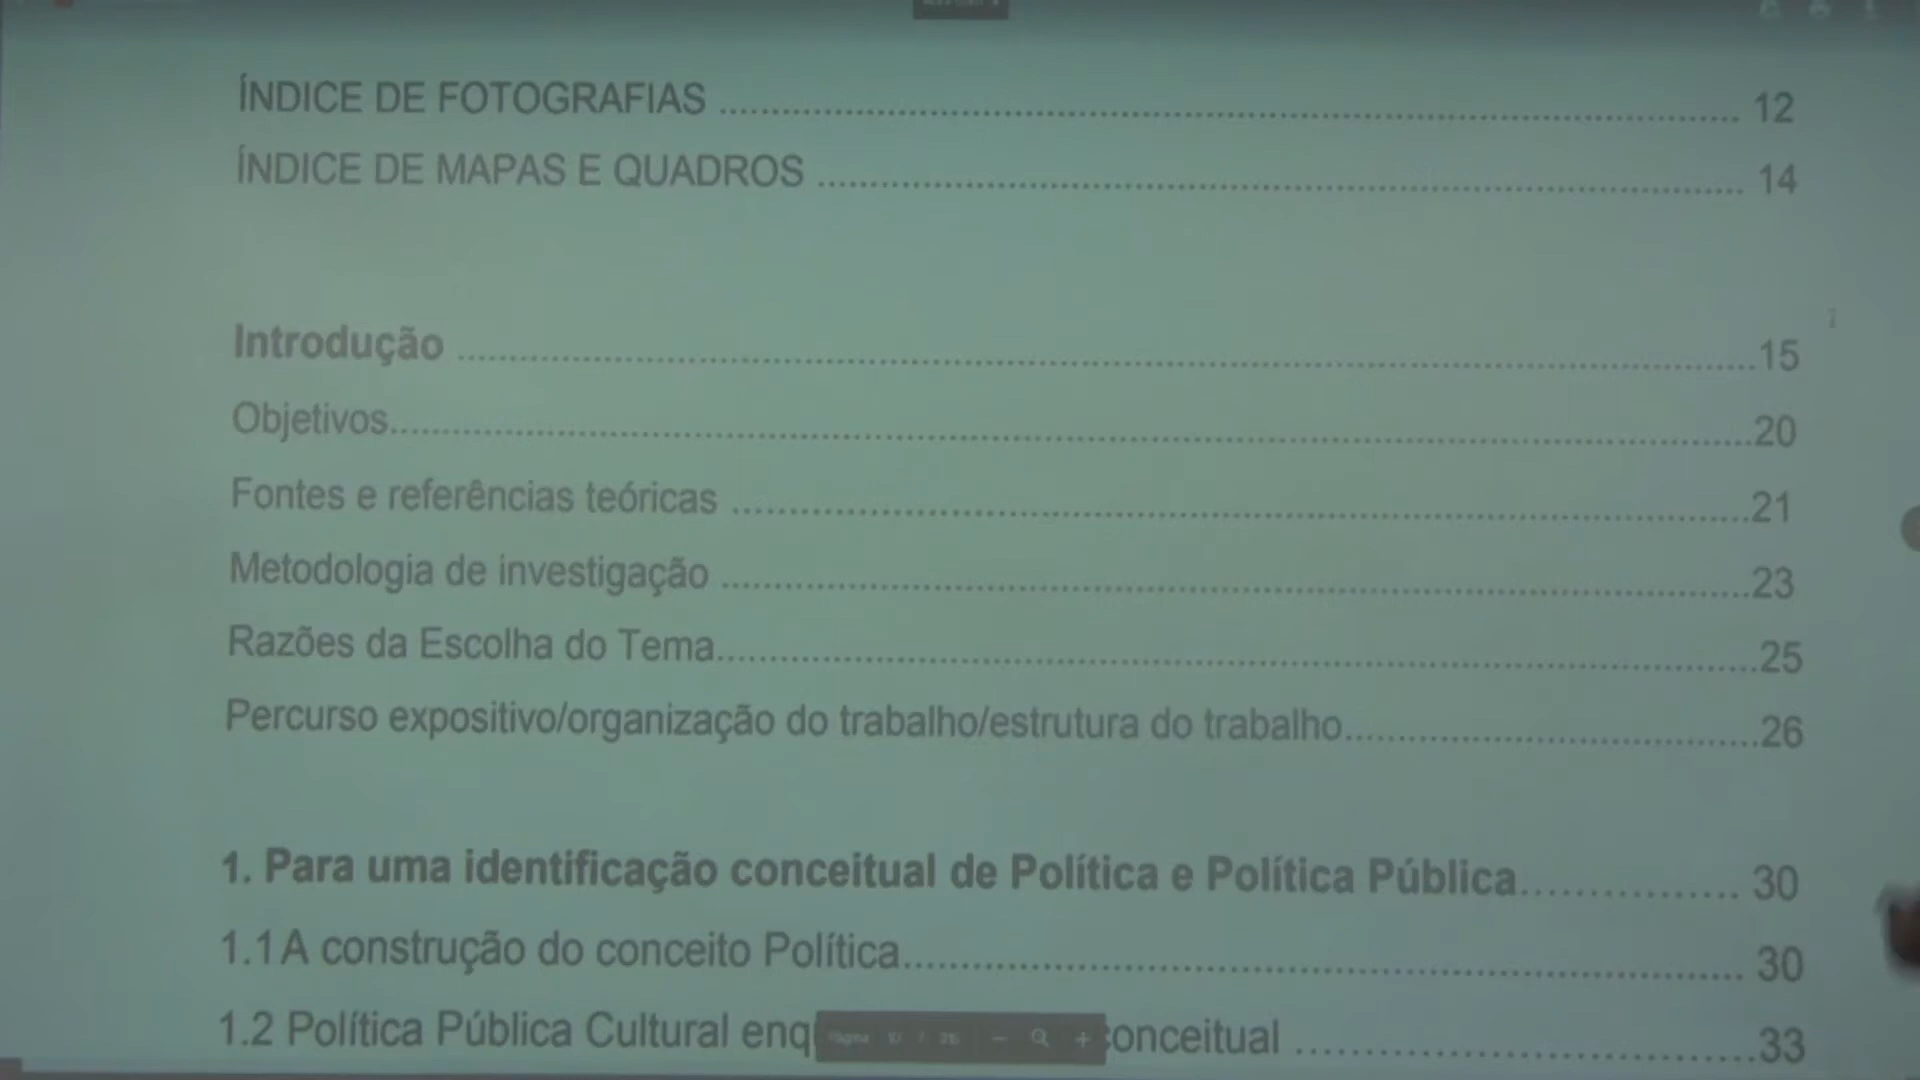 ÍNDICE DE FOTOGRAFIAS ........ 12
ÍNDICE DE MAPAS E QUADROS ........ 14
Introdução ........ 15
Objetivos ........ 20
Fontes e referências teóricas ........ 21
Metodologia de investigação ........ 23
Razões da Escolha do Tema ........ 25
Percurso expositivo/organização do trabalho/estrutura do trabalho ........ 26
1. Para uma identificação conceitual de Política e Política Pública ........ 30
1.1 A construção do conceito Política ........ 30
1.2 Política Pública Cultural enq conceitual ........ 33
Página